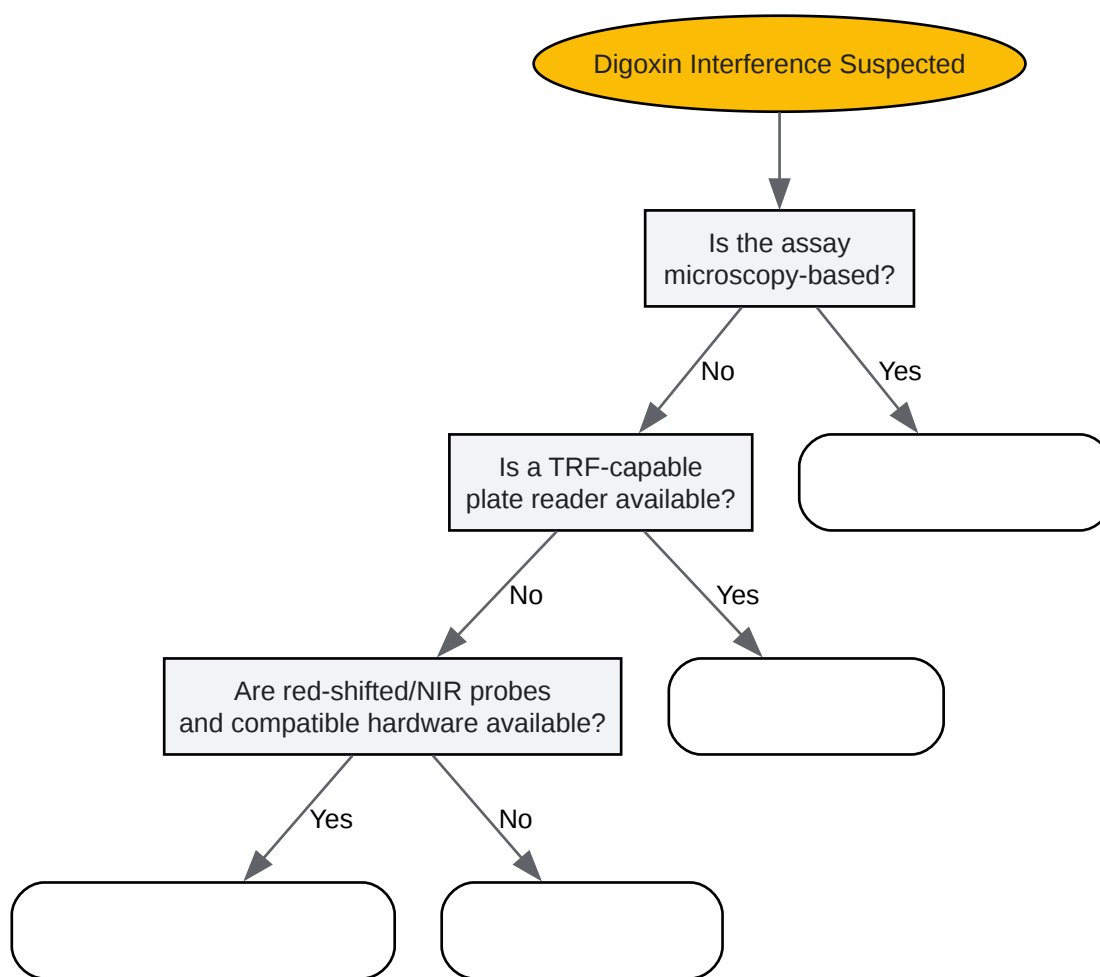 Digoxin Interference Suspected
Is the assay
microscopy-based?
No
Yes
Is a TRF-capable
plate reader available?
No
Yes
Are red-shifted/NIR probes
and compatible hardware available?
Yes
No